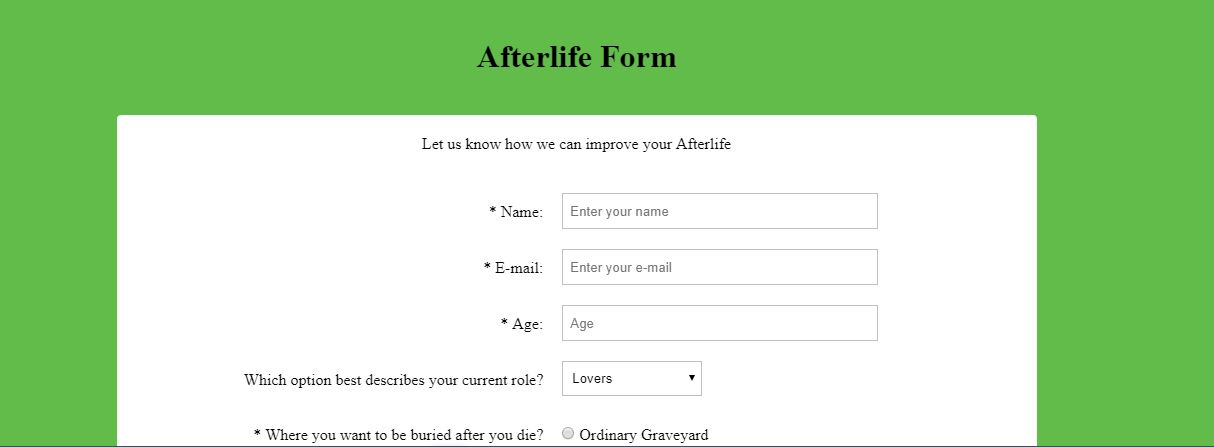 Afterlife Form
Let us know how we can improve your Afterlife
* Name: Enter your name
* E-mail: Enter your e-mail
* Age: Age
Which option best describes your current role? Lovers
* Where you want to be buried after you die? Ordinary Graveyard